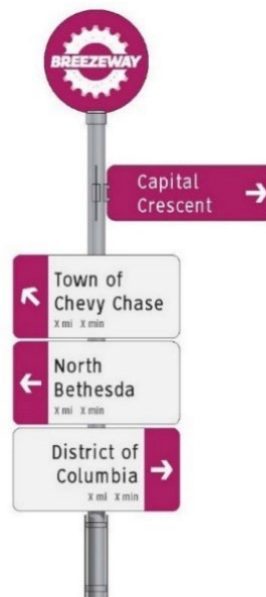 BREEZEWAY
Capital
Crescent
Town of
Chevy Chase
X mi X min
North
Bethesda
X mi X min
District of
Columbia
X mi X min